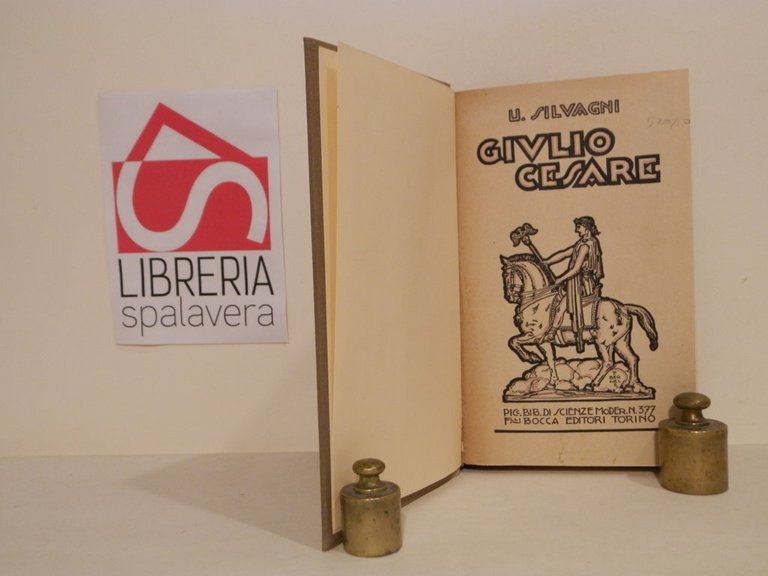 LIBRERIA
spalavera
U. SILVAGNI
GIVLIO
CESARE
PIC. BIB. DI SCIENZE MODER. N. 377
F.lli BOCCA EDITORI TORINO